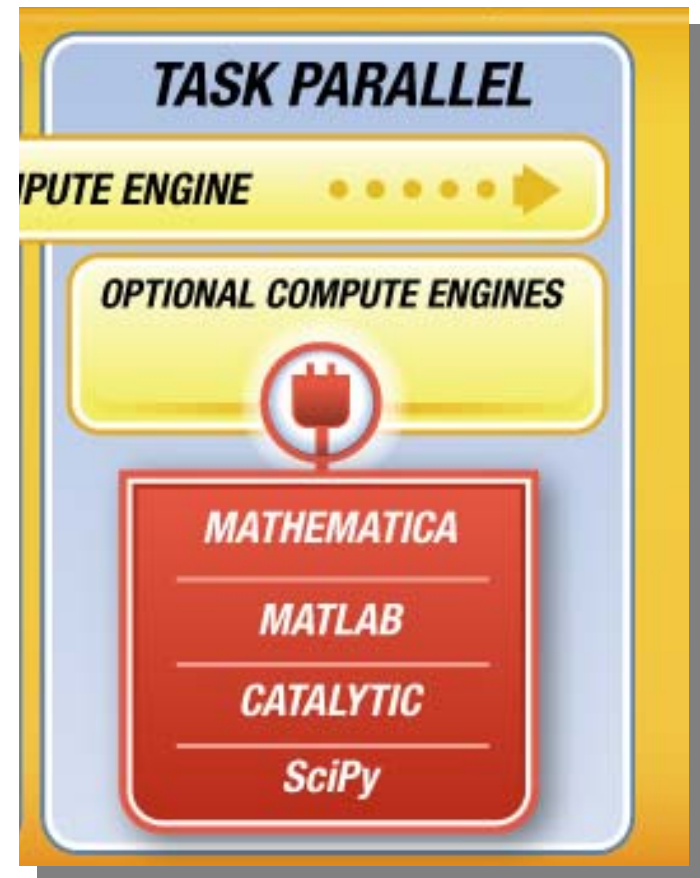 TASK PARALLEL
PUTE ENGINE
OPTIONAL COMPUTE ENGINES
MATHEMATICA
MATLAB
CATALYTIC
SciPy